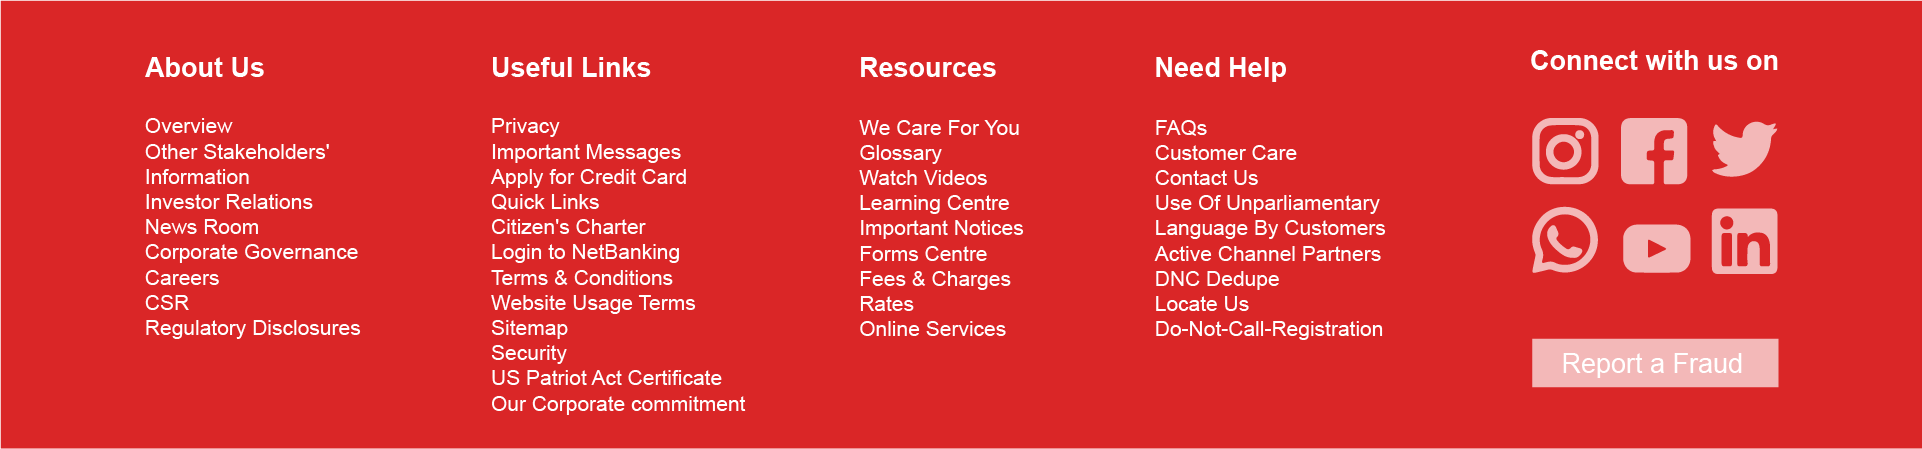 About Us
Overview
Other Stakeholders'
Information
Investor Relations
News Room
Corporate Governance
Careers
CSR
Regulatory Disclosures
Useful Links
Privacy
Important Messages
Apply for Credit Card
Quick Links
Citizen's Charter
Login to NetBanking
Terms & Conditions
Website Usage Terms
Sitemap
Security
US Patriot Act Certificate
Our Corporate commitment
Resources
We Care For You
Glossary
Watch Videos
Learning Centre
Important Notices
Forms Centre
Fees & Charges
Rates
Online Services
Need Help
FAQs
Customer Care
Contact Us
Use Of Unparliamentary
Language By Customers
Active Channel Partners
DNC Dedupe
Locate Us
Do-Not-Call-Registration
Connect with us on
Report a Fraud